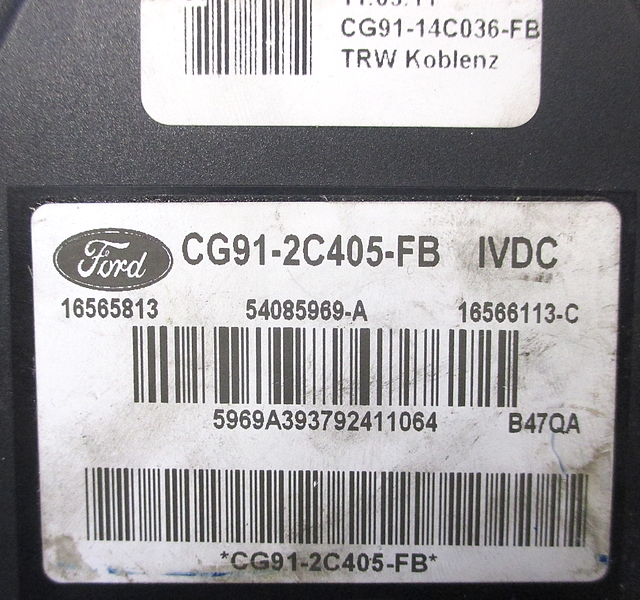 CG91-14C036-FB
TRW Koblenz
Ford CG91-2C405-FB IVDC
16565813 54085969-A 16566113-C
5969A393792411064 B47QA
*CG91-2C405-FB*